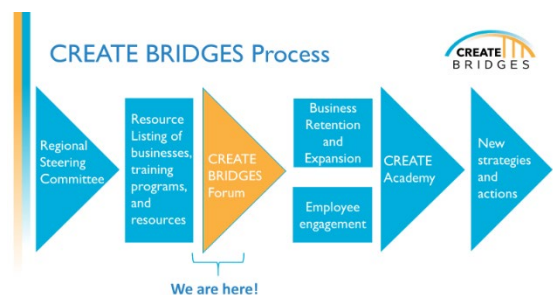 CREATE BRIDGES Process
CREATE
BRIDGES
Regional
Steering
Committee
Resource
Listing of
businesses,
training
programs,
and
resources
CREATE
BRIDGES
Forum
Business
Retention
and
Expansion
Employee
engagement
CREATE
Academy
New
strategies
and
actions
We are here!